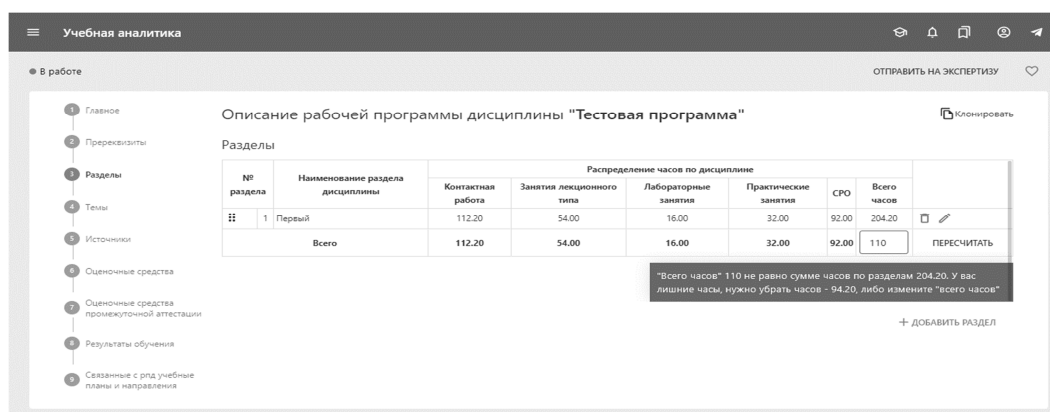 Учебная аналитика
В работе
ОТПРАВИТЬ НА ЭКСПЕРТИЗУ
1 Главное
2 Пререквизиты
3 Разделы
4 Темы
5 Источники
6 Оценочные средства
7 Оценочные средства
промежуточной аттестации
8 Результаты обучения
9 Связанные с рпд учебные
планы и направления
Описание рабочей программы дисциплины "Тестовая программа"
Клонировать
Разделы
№
раздела
Наименование раздела
дисциплины
Распределение часов по дисциплине
Контактная
работа
Занятия лекционного
типа
Лабораторные
занятия
Практические
занятия
СРО
Всего
часов
1 Первый 112.20 54.00 16.00 32.00 92.00 204.20
Всего 112.20 54.00 16.00 32.00 92.00 110 ПЕРЕСЧИТАТЬ
"Всего часов" 110 не равно сумме часов по разделам 204.20. У вас
лишние часы, нужно убрать часов - 94.20, либо измените "всего часов"
+ ДОБАВИТЬ РАЗДЕЛ